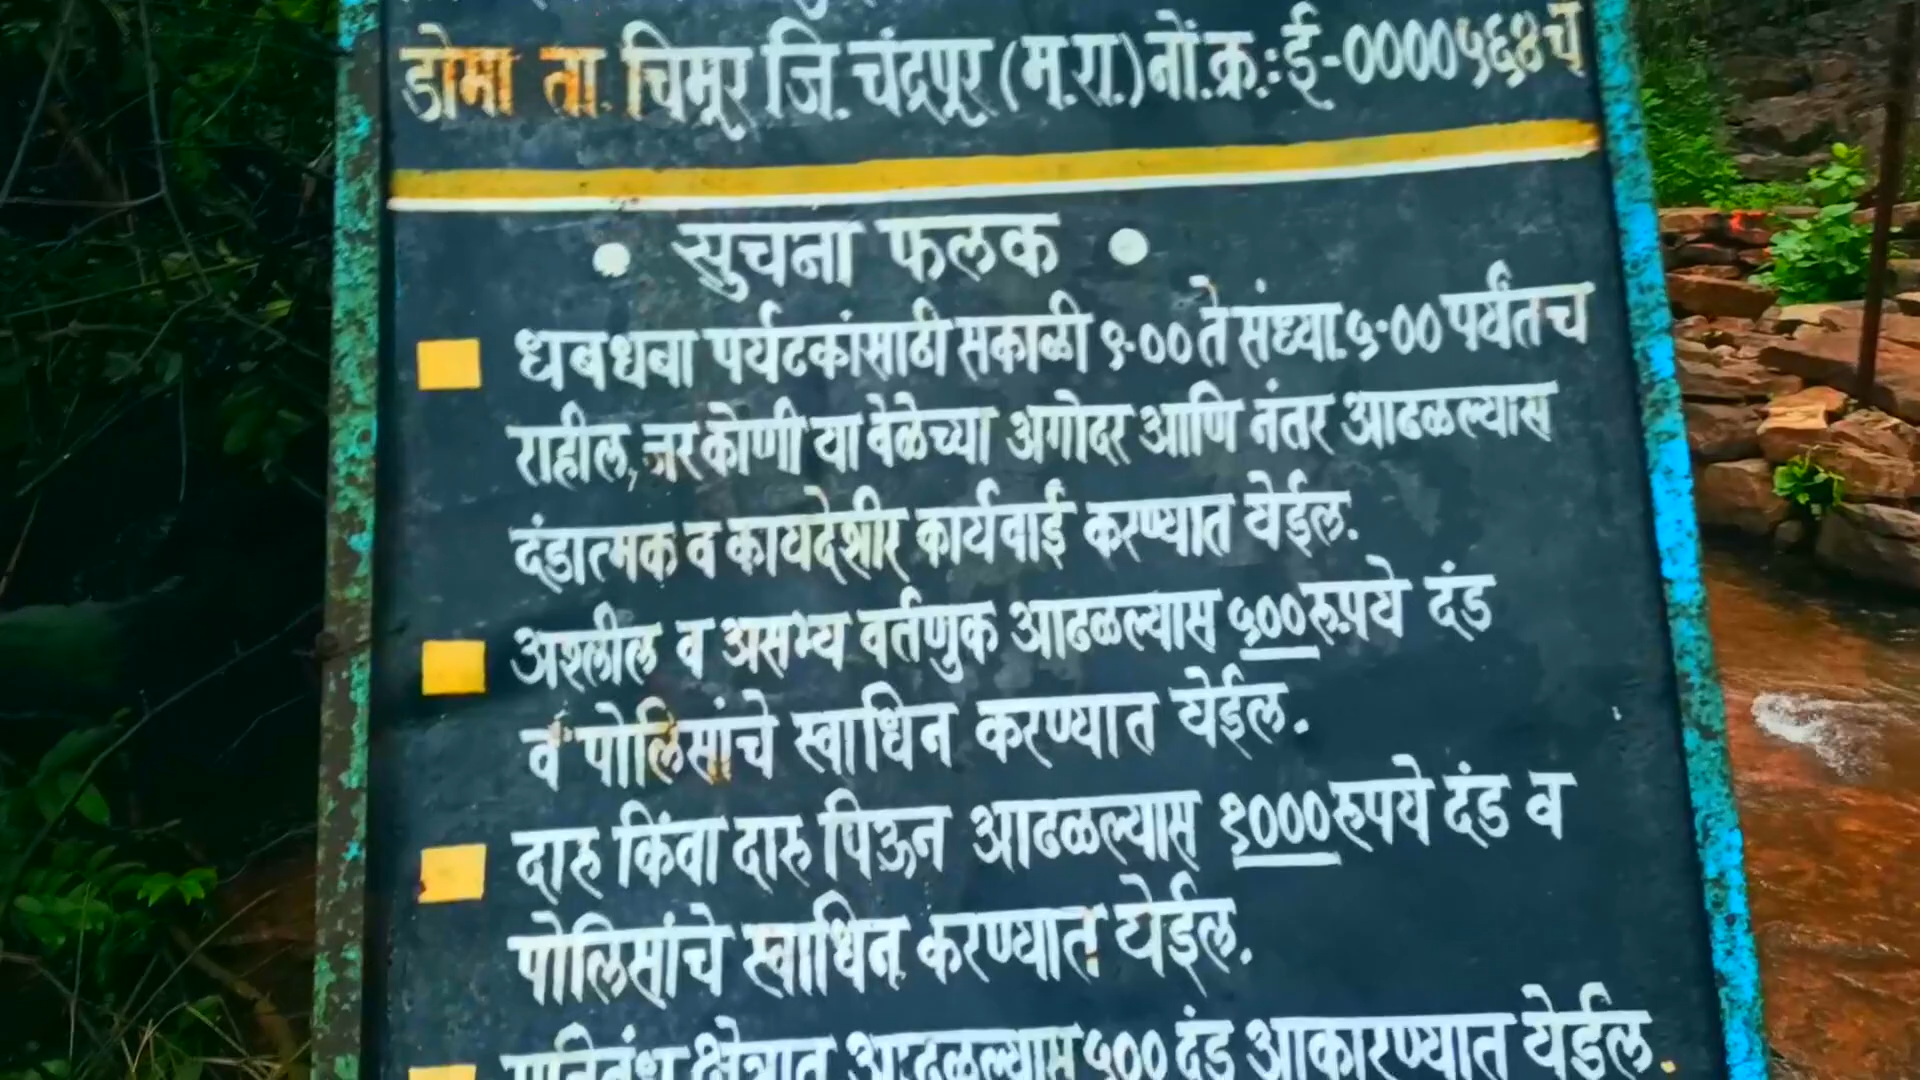 डोमा ता. चिमूर जि. चंद्रपूर (म.रा.) नों.क्र.:ई-0000५६४चं
• सुचना फलक •
धबधबा पर्यटकांसाठी सकाळी ९.०० ते संध्या. ५.०० पर्यंतच
राहील, जर कोणी या वेळेच्या अगोदर आणि नंतर आढळल्यास
दंडात्मक व कायदेशीर कार्यवाई करण्यात येईल.
अश्लील व असभ्य वर्तणुक आढळल्यास ५०० रूपये दंड
व पोलिसांचे स्वाधिन करण्यात येईल.
दारु किंवा दारु पिऊन आढळल्यास १००० रुपये दंड व
पोलिसांचे स्वाधिन करण्यात येईल.
प्रतिबंध क्षेत्रात आढळल्यास ५०० दंड आकारण्यात येईल.